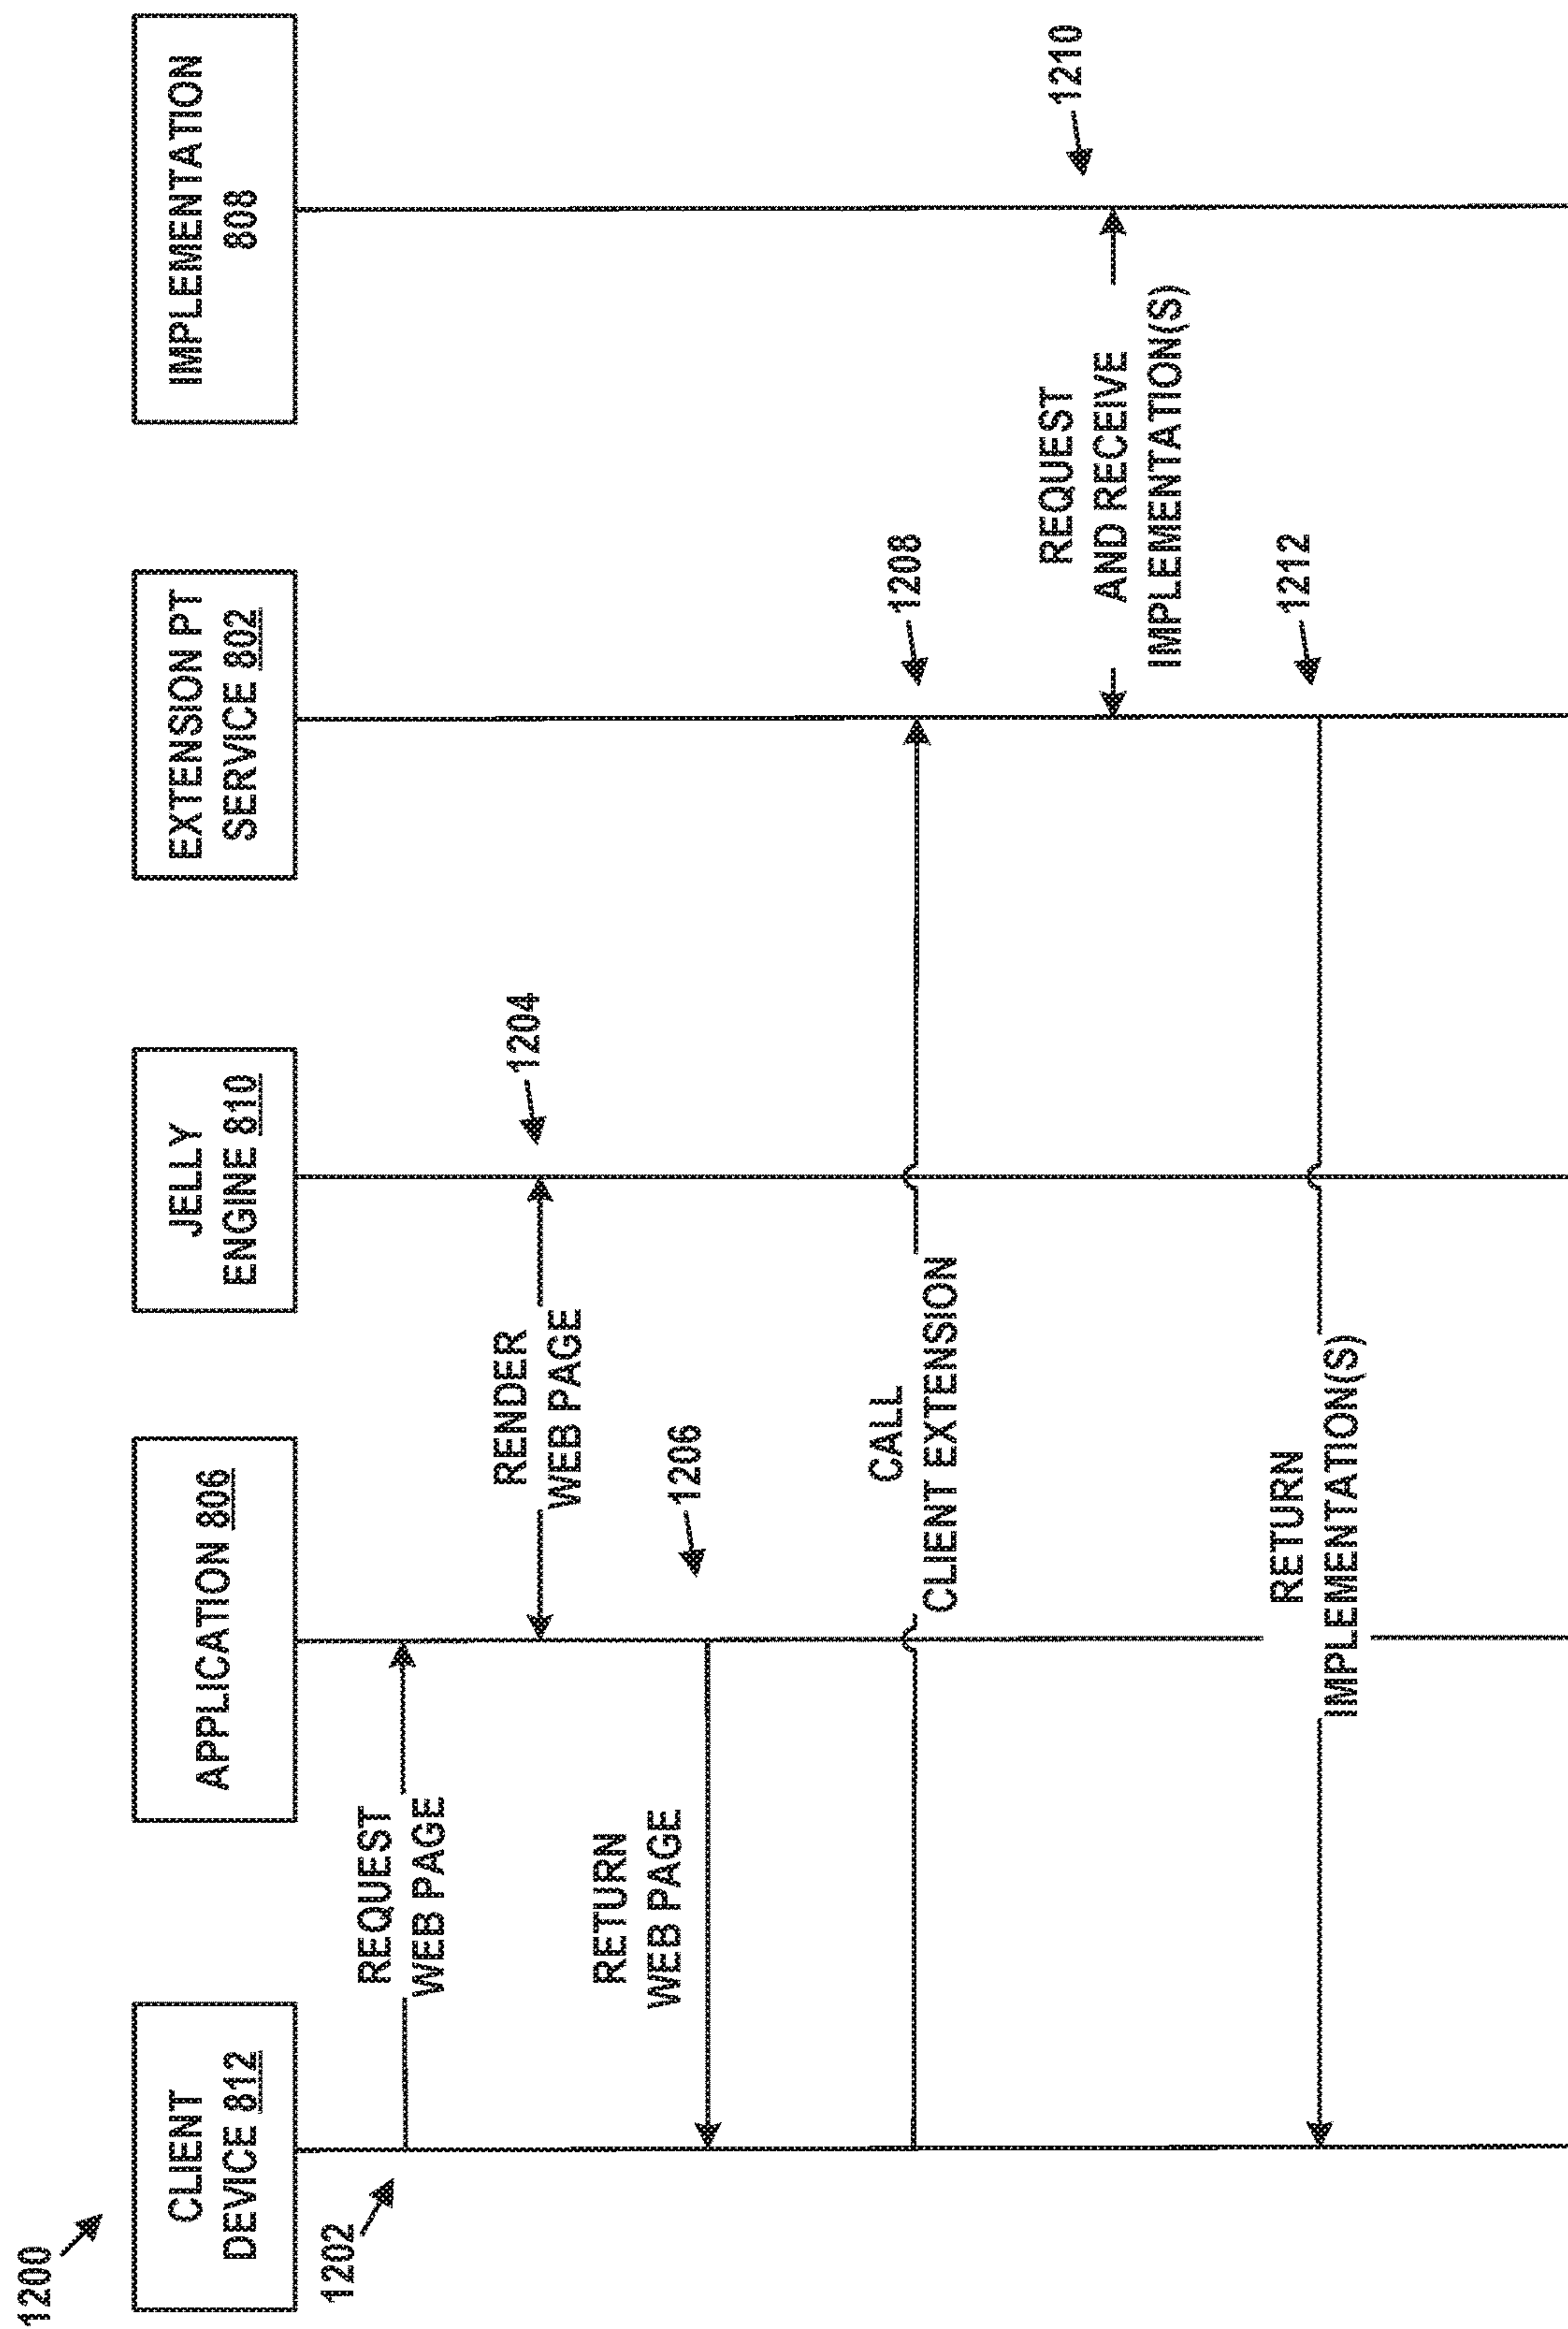 1200
CLIENT
DEVICE 812
APPLICATION 806
JELLY
ENGINE 810
EXTENSION PT
SERVICE 802
IMPLEMENTATION
808
1202
REQUEST
WEB PAGE
RENDER
WEB PAGE
1204
RETURN
WEB PAGE
1206
CALL
CLIENT EXTENSION
1208
REQUEST
AND RECEIVE
IMPLEMENTATION(S)
1210
RETURN
IMPLEMENTATION(S)
1212